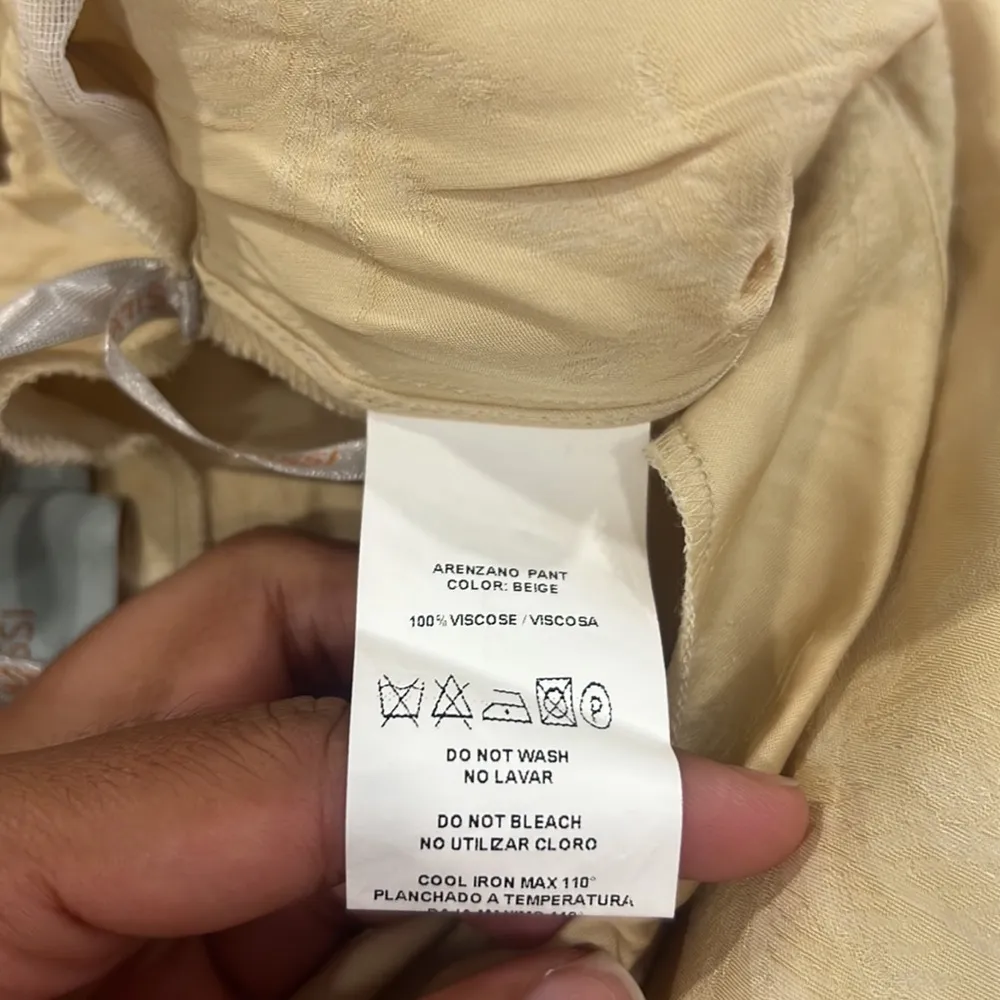 ARENZANO PANT
COLOR: BEIGE
100% VISCOSE / VISCOSA
P
DO NOT WASH
NO LAVAR
DO NOT BLEACH
NO UTILIZAR CLORO
COOL IRON MAX 110°
PLANCHADO A TEMPERATURA